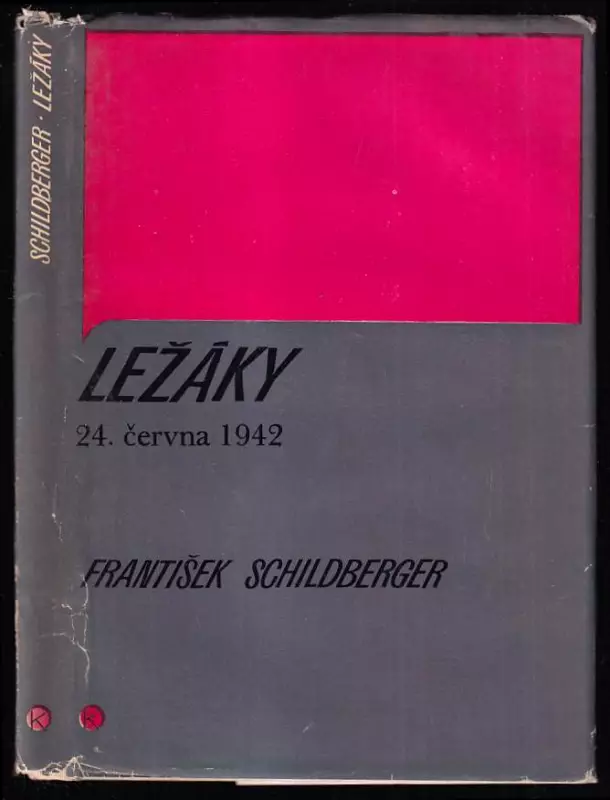 SCHILDBERGER · LEŽÁKY
LEŽÁKY
24. června 1942
FRANTIŠEK SCHILDBERGER
K
K